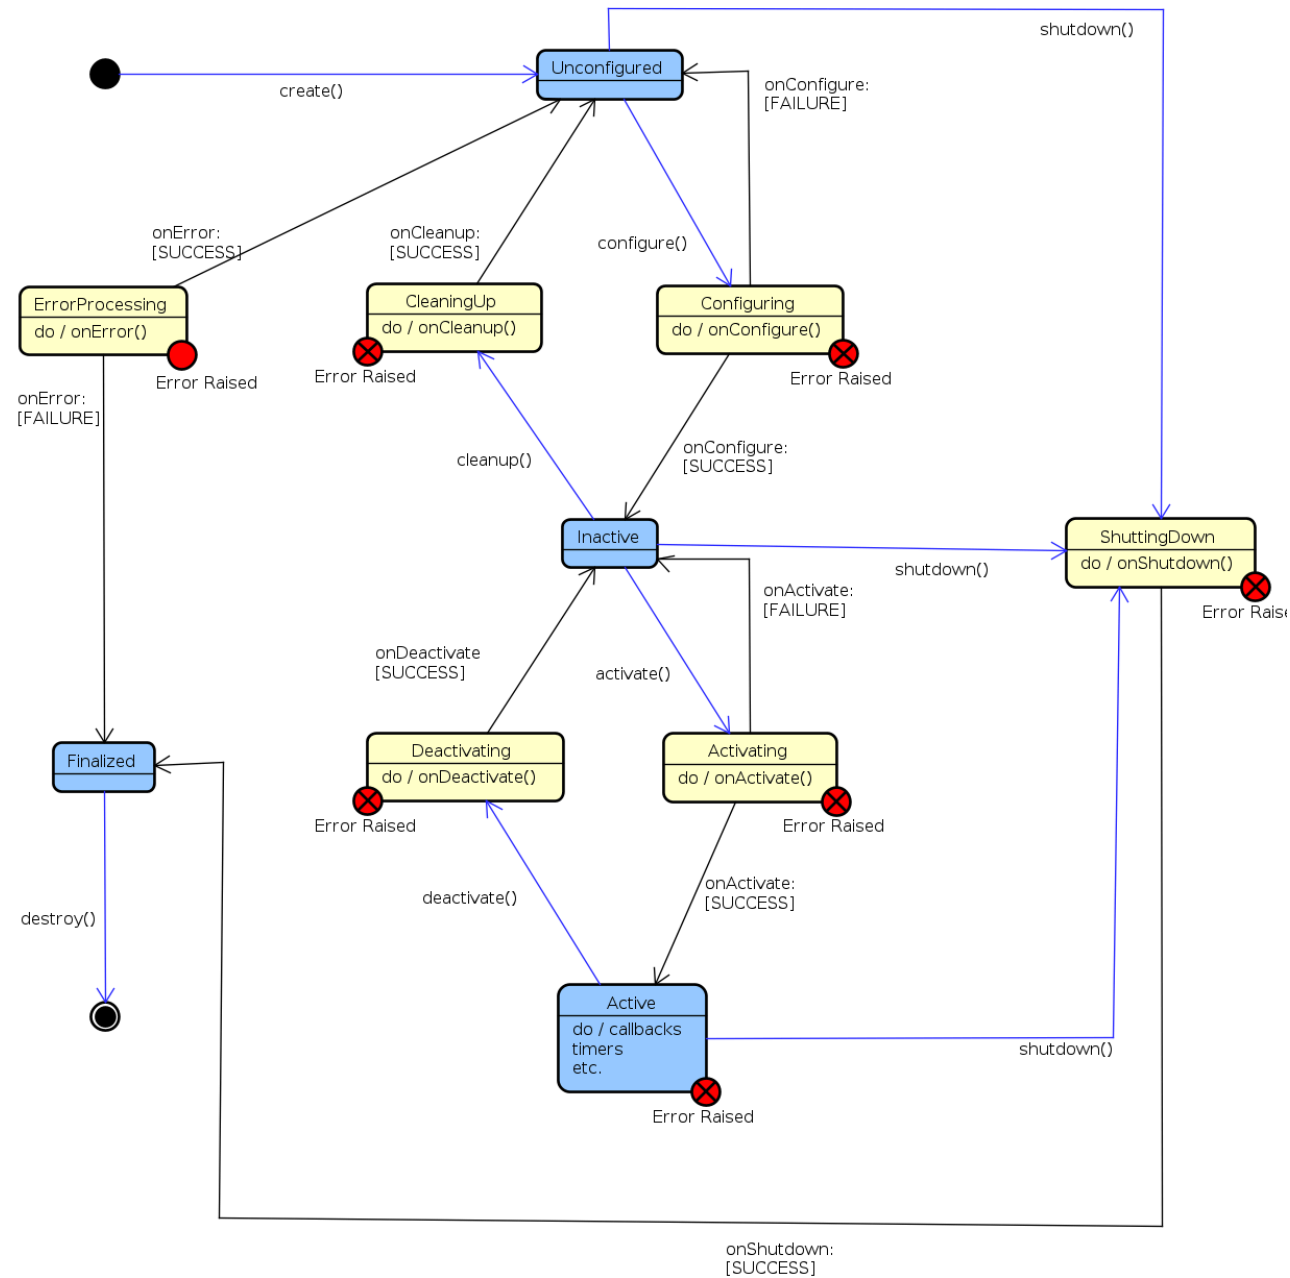 shutdown()
Unconfigured
create()
onConfigure:
[FAILURE]
onError:
[SUCCESS]
onCleanup:
[SUCCESS]
configure()
ErrorProcessing
do / onError()
Error Raised
CleaningUp
do / onCleanup()
Error Raised
Configuring
do / onConfigure()
Error Raised
onError:
[FAILURE]
cleanup()
onConfigure:
[SUCCESS]
Inactive
shutdown()
ShuttingDown
do / onShutdown()
Error Raise
onActivate:
[FAILURE]
onDeactivate
[SUCCESS]
activate()
Finalized
Deactivating
do / onDeactivate()
Error Raised
Activating
do / onActivate()
Error Raised
deactivate()
onActivate:
[SUCCESS]
destroy()
Active
do / callbacks
timers
etc.
Error Raised
shutdown()
onShutdown:
[SUCCESS]